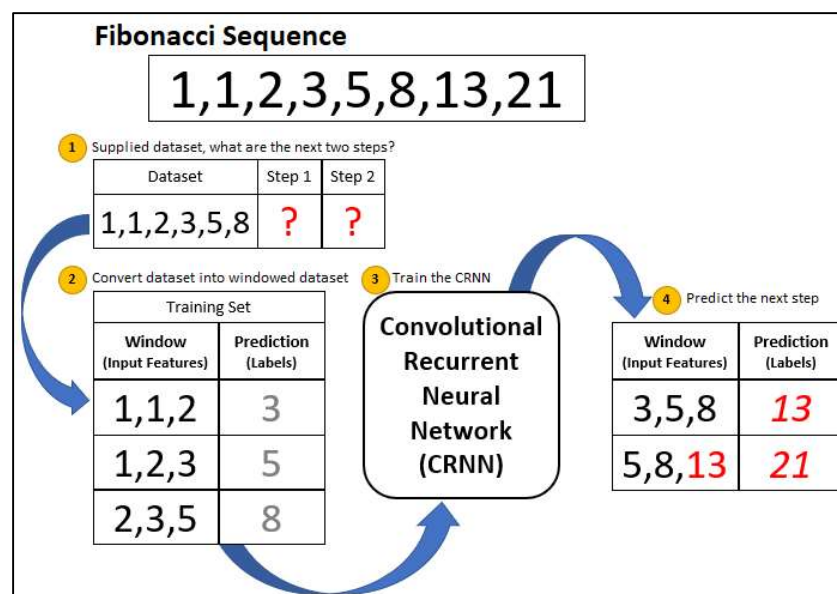 Fibonacci Sequence
1,1,2,3,5,8,13,21
1 Supplied dataset, what are the next two steps?
Dataset Step 1 Step 2
1,1,2,3,5,8 ? ?
2 Convert dataset into windowed dataset
Training Set
Window Prediction
(Input Features) (Labels)
1,1,2 3
1,2,3 5
2,3,5 8
3 Train the CRNN
Convolutional
Recurrent
Neural
Network
(CRNN)
4 Predict the next step
Window Prediction
(Input Features) (Labels)
3,5,8 13
5,8,13 21